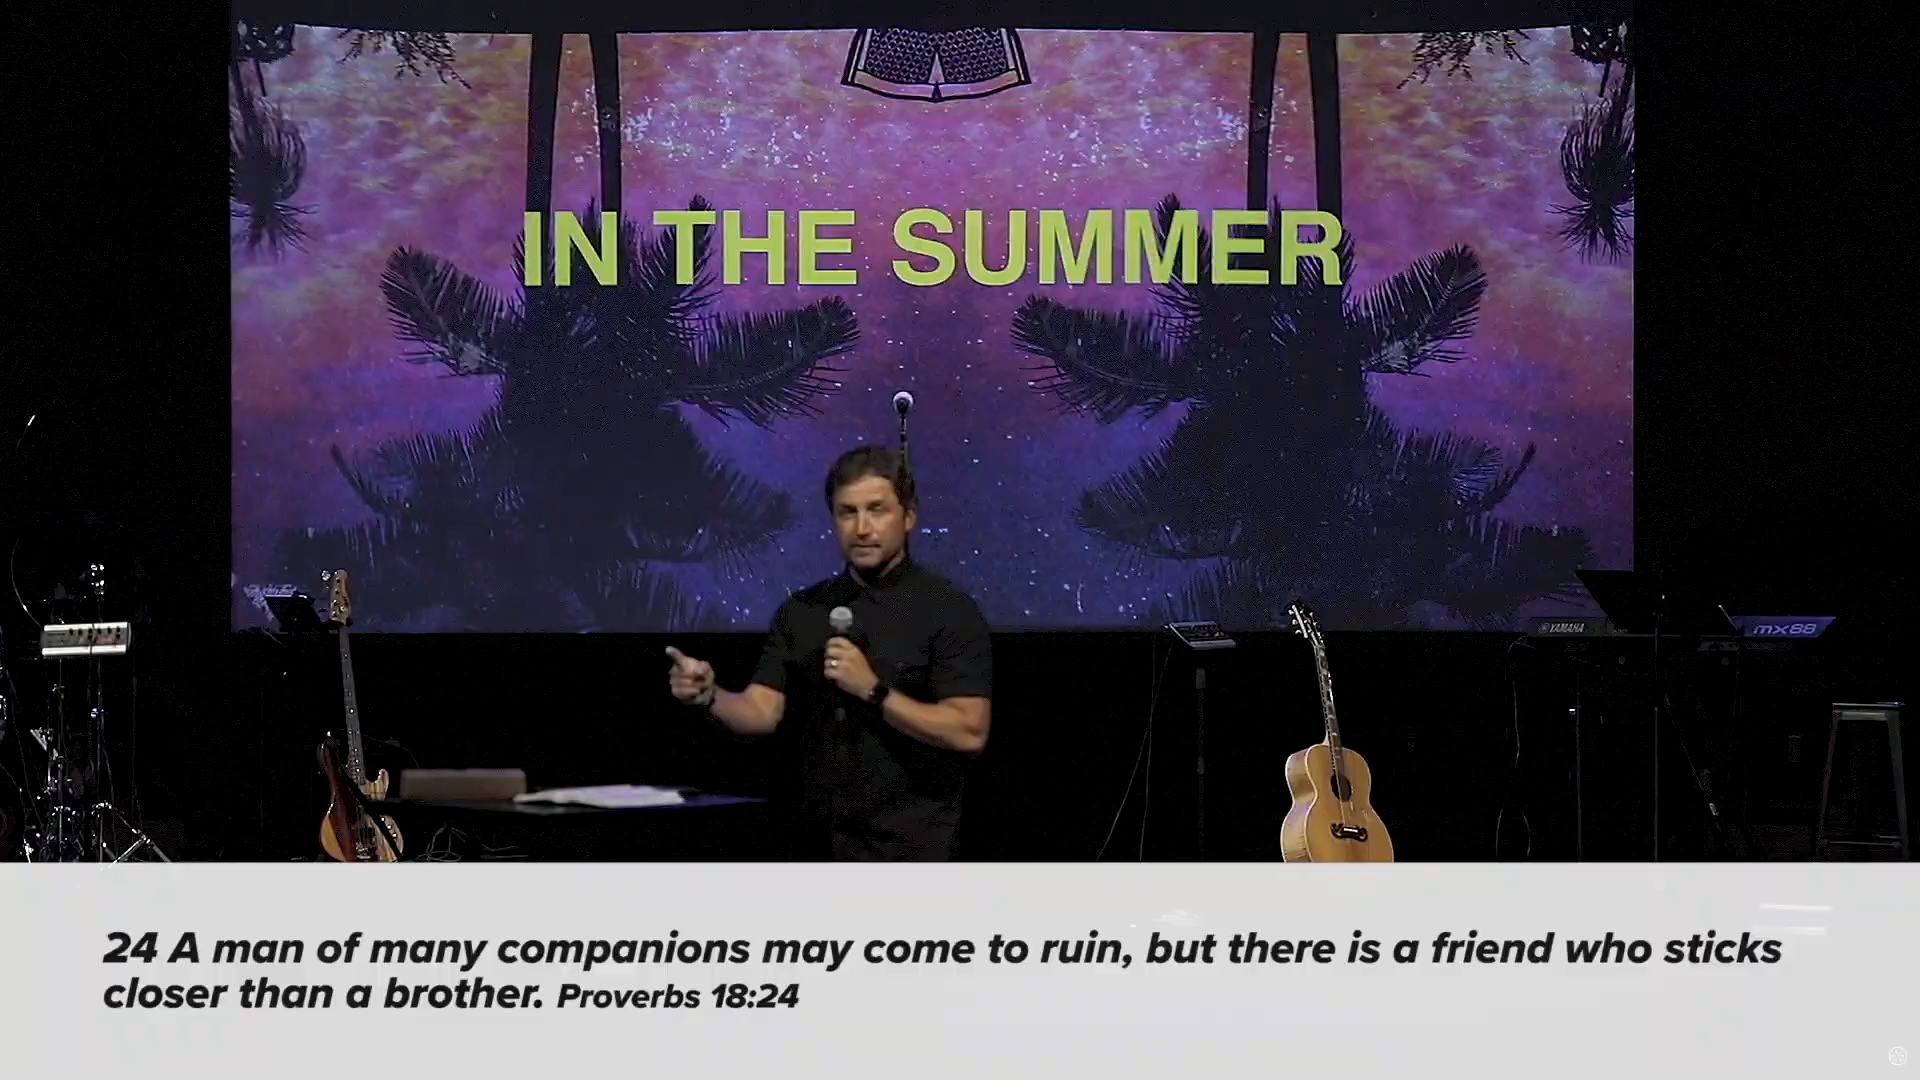 IN THE SUMMER
YAMAHA
mx88
24 A man of many companions may come to ruin, but there is a friend who sticks
closer than a brother. Proverbs 18:24